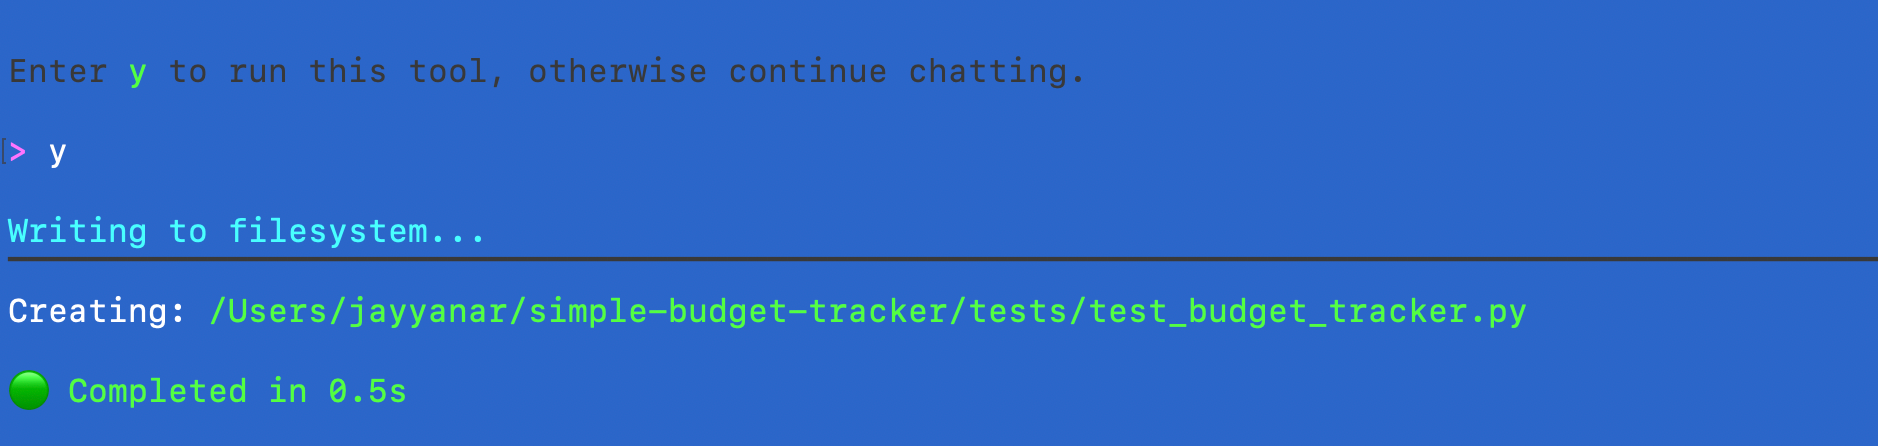 Enter y to run this tool, otherwise continue chatting.
[> y
Writing to filesystem...
Creating: /Users/jayyanar/simple-budget-tracker/tests/test_budget_tracker.py
Completed in 0.5s